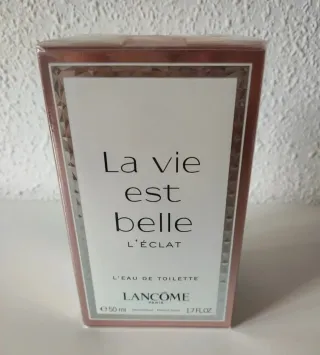 La vie
est
belle
L'ÉCLAT
L'EAU DE TOILETTE
LANCÔME
PARIS
℮ 50 ml 1.7 FL.OZ